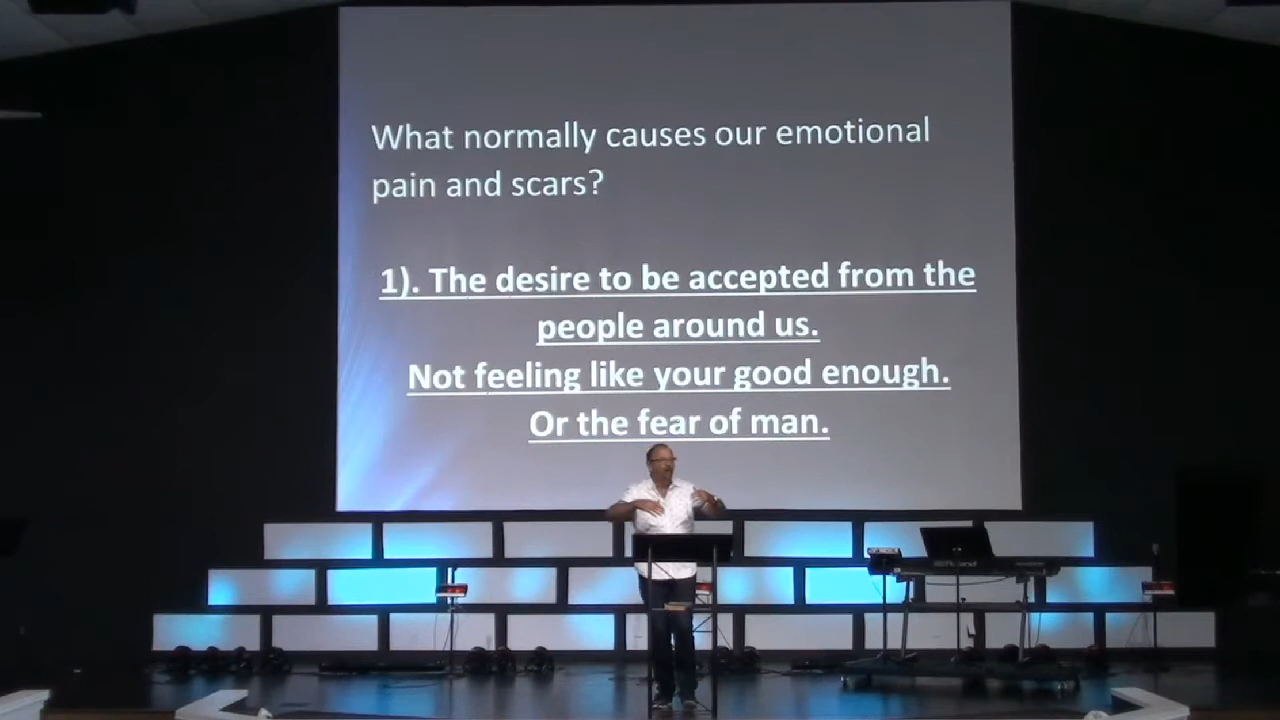 What normally causes our emotional
pain and scars?
1). The desire to be accepted from the
people around us.
Not feeling like your good enough.
Or the fear of man.
Roland